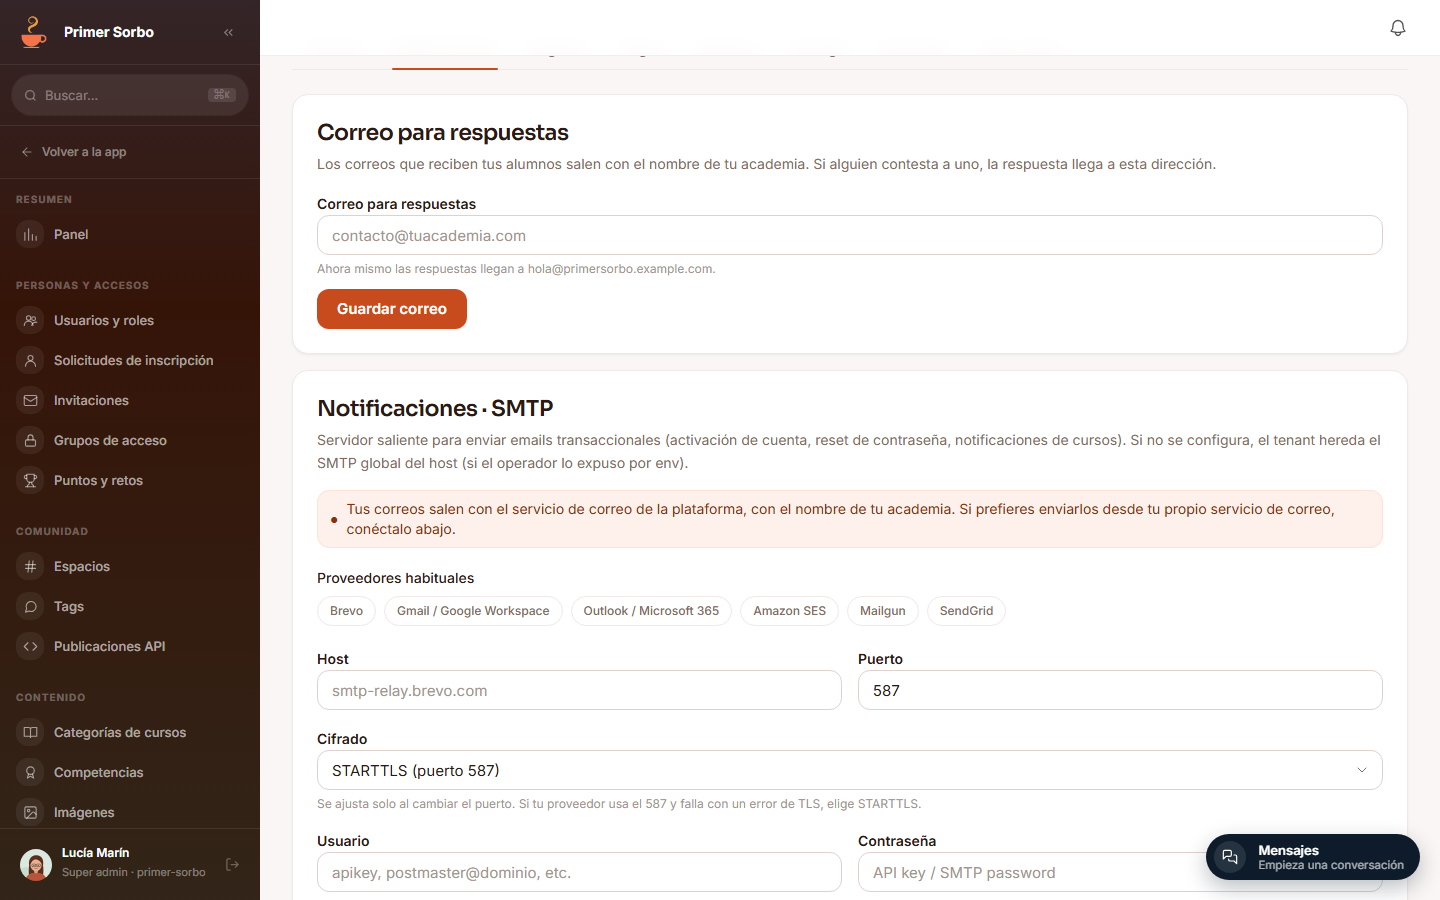 Primer Sorbo
Buscar...
⌘K
Volver a la app
RESUMEN
Panel
PERSONAS Y ACCESOS
Usuarios y roles
Solicitudes de inscripción
Invitaciones
Grupos de acceso
Puntos y retos
COMUNIDAD
Espacios
Tags
Publicaciones API
CONTENIDO
Categorías de cursos
Competencias
Imágenes
Lucía Marín
Super admin · primer-sorbo
Correo para respuestas
Los correos que reciben tus alumnos salen con el nombre de tu academia. Si alguien contesta a uno, la respuesta llega a esta dirección.
Correo para respuestas
contacto@tuacademia.com
Ahora mismo las respuestas llegan a hola@primersorbo.example.com.
Guardar correo
Notificaciones · SMTP
Servidor saliente para enviar emails transaccionales (activación de cuenta, reset de contraseña, notificaciones de cursos). Si no se configura, el tenant hereda el
SMTP global del host (si el operador lo expuso por env).
Tus correos salen con el servicio de correo de la plataforma, con el nombre de tu academia. Si prefieres enviarlos desde tu propio servicio de correo,
conéctalo abajo.
Proveedores habituales
Brevo
Gmail / Google Workspace
Outlook / Microsoft 365
Amazon SES
Mailgun
SendGrid
Host
Puerto
smtp-relay.brevo.com
587
Cifrado
STARTTLS (puerto 587)
Se ajusta solo al cambiar el puerto. Si tu proveedor usa el 587 y falla con un error de TLS, elige STARTTLS.
Usuario
Contraseña
apikey, postmaster@dominio, etc.
API key / SMTP password
Mensajes
Empieza una conversación